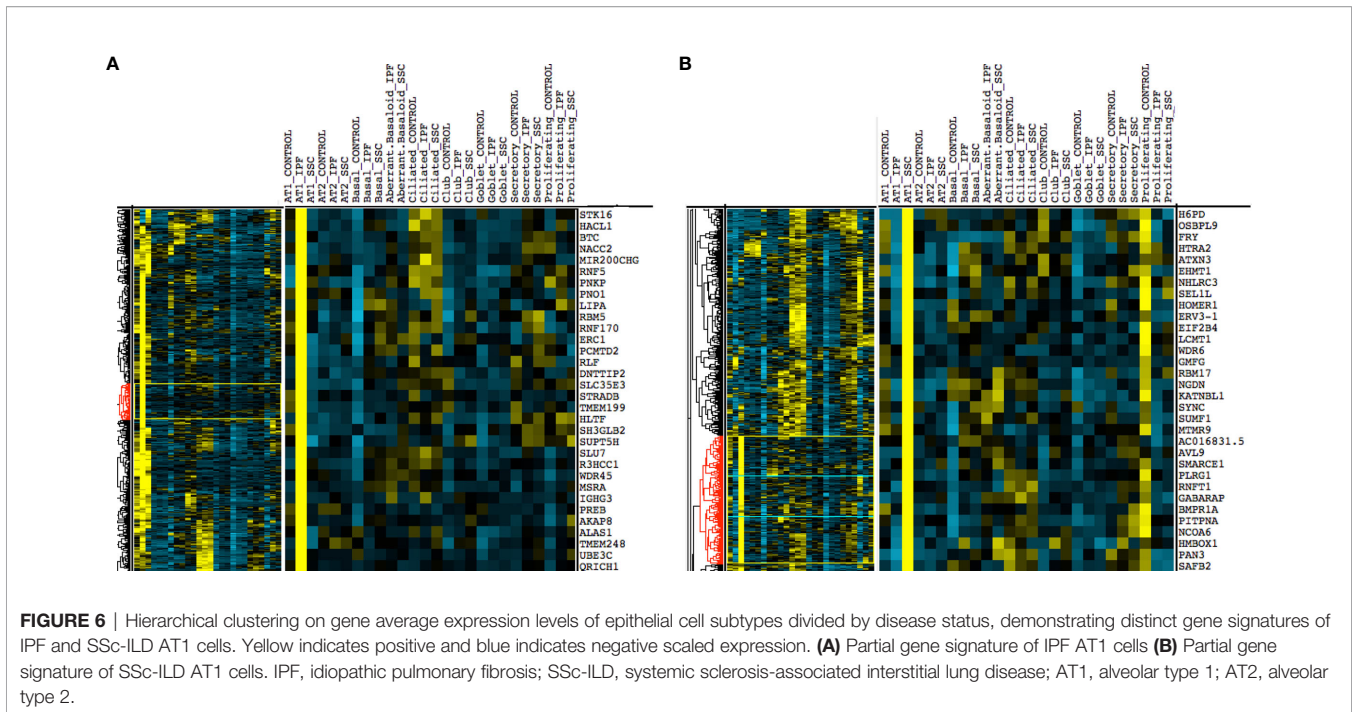 A
AT1_CONTROL
AT1_IPF
AT1_SSC
AT2_CONTROL
AT2_IPF
AT2_SSC
Basal_CONTROL
Basal_IPF
Basal_SSC
Aberrant.Basaloid_IPF
Aberrant.Basaloid_SSC
Ciliated_CONTROL
Ciliated_IPF
Ciliated_SSC
Club_CONTROL
Club_IPF
Club_SSC
Goblet_CONTROL
Goblet_IPF
Goblet_SSC
Secretory_CONTROL
Secretory_IPF
Secretory_SSC
Proliferating_CONTROL
Proliferating_IPF
Proliferating_SSC
STK16
HACL1
BTC
NACC2
MIR200CHG
RNF5
PNKP
PNO1
LIPA
RBM5
RNF170
ERC1
PCMTD2
RLF
DNTTIP2
SLC35E3
STRADB
TMEM199
HLTF
SH3GLB2
SUPT5H
SLU7
R3HCC1
WDR45
MSRA
IGHG3
PREB
AKAP8
ALAS1
TMEM248
UBE3C
QRICH1
B
AT1_CONTROL
AT1_IPF
AT1_SSC
AT2_CONTROL
AT2_IPF
AT2_SSC
Basal_CONTROL
Basal_IPF
Basal_SSC
Aberrant.Basaloid_IPF
Aberrant.Basaloid_SSC
Ciliated_CONTROL
Ciliated_IPF
Ciliated_SSC
Club_CONTROL
Club_IPF
Club_SSC
Goblet_CONTROL
Goblet_IPF
Goblet_SSC
Secretory_CONTROL
Secretory_IPF
Secretory_SSC
Proliferating_CONTROL
Proliferating_IPF
Proliferating_SSC
H6PD
OSBPL9
FRY
HTRA2
ATXN3
EHMT1
NHLRC3
SEL1L
HOMER1
ERV3-1
EIF2B4
LCMT1
WDR6
GMFG
RBM17
NGDN
KATNBL1
SYNC
SUMF1
MTMR9
AC016831.5
AVL9
SMARCE1
PLRG1
RNFT1
GABARAP
BMPR1A
PITPNA
NCOA6
HMBOX1
PAN3
SAFB2
FIGURE 6 | Hierarchical clustering on gene average expression levels of epithelial cell subtypes divided by disease status, demonstrating distinct gene signatures of
IPF and SSc-ILD AT1 cells. Yellow indicates positive and blue indicates negative scaled expression. (A) Partial gene signature of IPF AT1 cells (B) Partial gene
signature of SSc-ILD AT1 cells. IPF, idiopathic pulmonary fibrosis; SSc-ILD, systemic sclerosis-associated interstitial lung disease; AT1, alveolar type 1; AT2, alveolar
type 2.